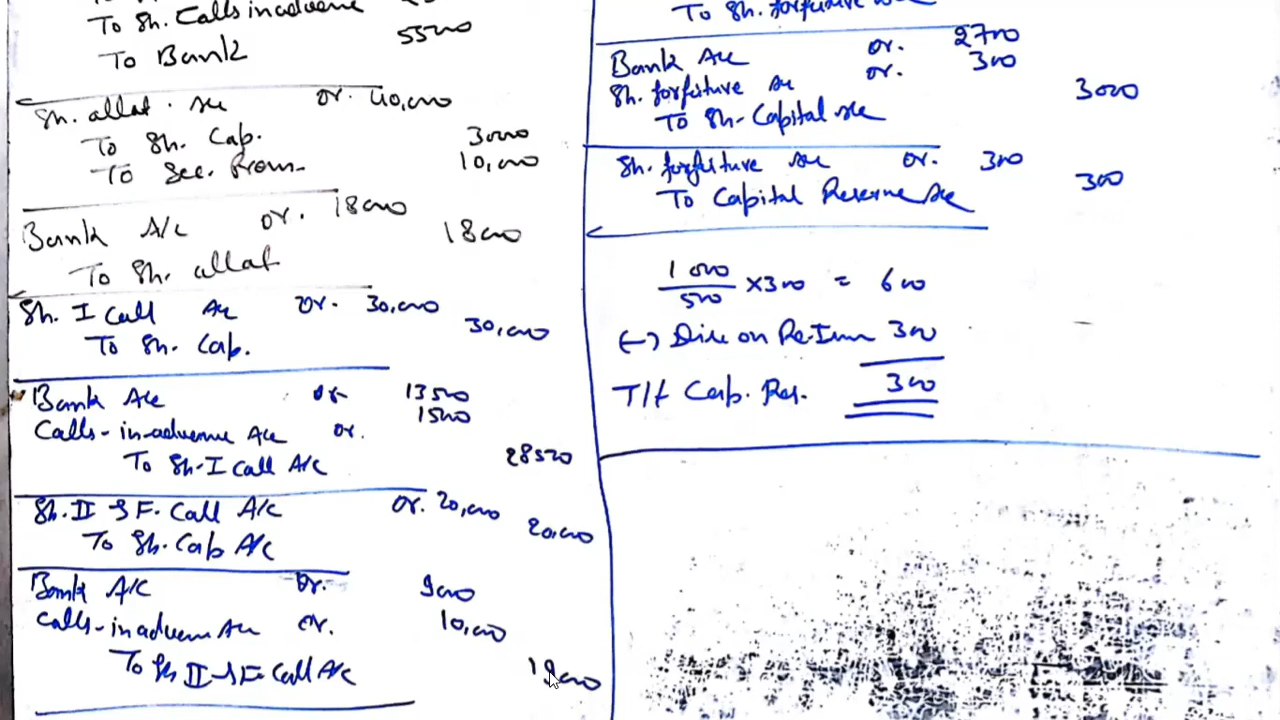 To Sh. Calls in advance
To Bank 5500
Sh. allot. A/c Dr. 40,000
To Sh. Cap. 3000
To Sec. Prem. 10,000
Bank A/c Dr. 18000
18000
To Sh. allot
Sh. I Call A/c Dr. 30,000
To Sh. Cap. 30,000
Bank A/c Dr 13500
Calls-in-advance A/c Dr. 1500
To Sh-I Call A/c 28500
Sh. II & F. Call A/c Dr. 20,000
To Sh. Cap A/c 20,000
Bank A/c Dr. 9000
Calls-in advance A/c Dr. 10,000
To Sh II & F. Call A/c 19000
To Sh. forfeiture
Bank A/c Dr. 2700
Sh. forfeiture A/c Dr. 300
To Sh-Capital A/c 3000
Sh. forfeiture A/c Dr. 300
To Capital Reserve A/c 300
1000/500 × 300 = 600
(-) Disc on Re-Issue 300
T/f Cap. Res. 300